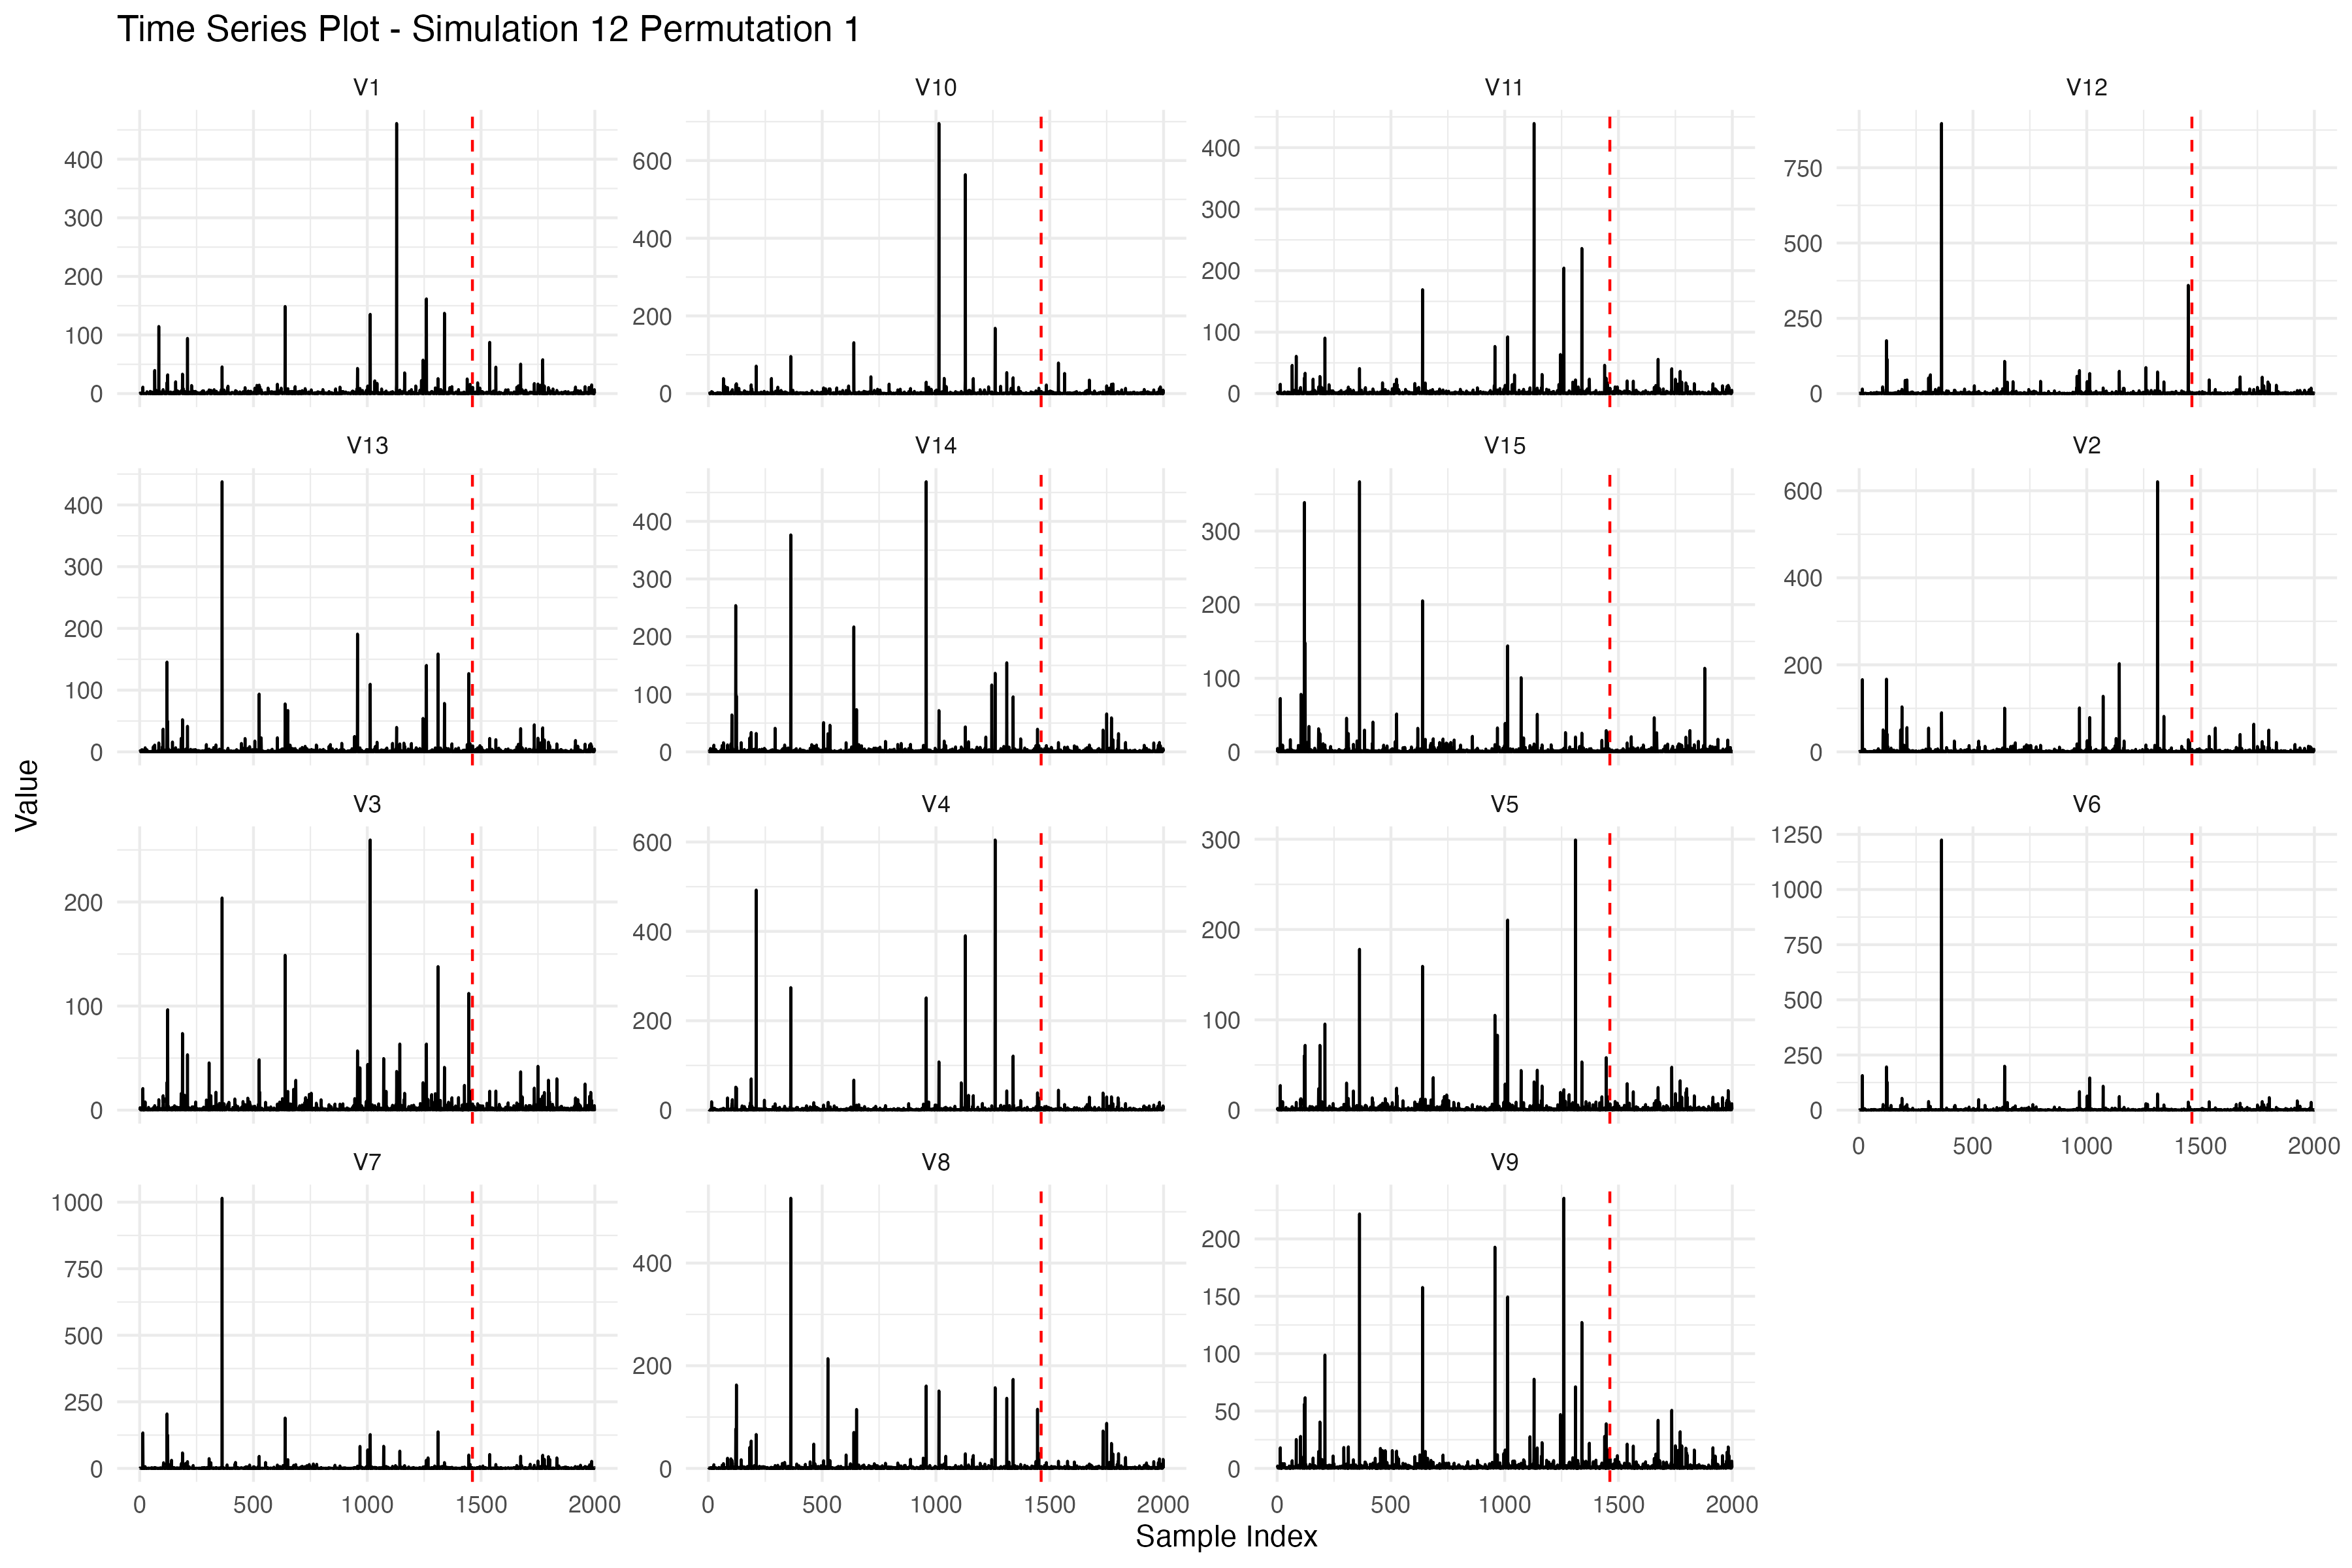 Time Series Plot - Simulation 12 Permutation 1
V1 V10 V11 V12
400 300 200 100 0
600 400 200 0
400 300 200 100 0
750 500 250 0
V13 V14 V15 V2
400 300 200 100 0
400 300 200 100 0
300 200 100 0
600 400 200 0
Value
V3 V4 V5 V6
200 100 0
600 400 200 0
300 200 100 0
1250 1000 750 500 250 0
0 500 1000 1500 2000
V7 V8 V9
1000 750 500 250 0
400 200 0
200 150 100 50 0
0 500 1000 1500 2000
0 500 1000 1500 2000
0 500 1000 1500 2000
Sample Index